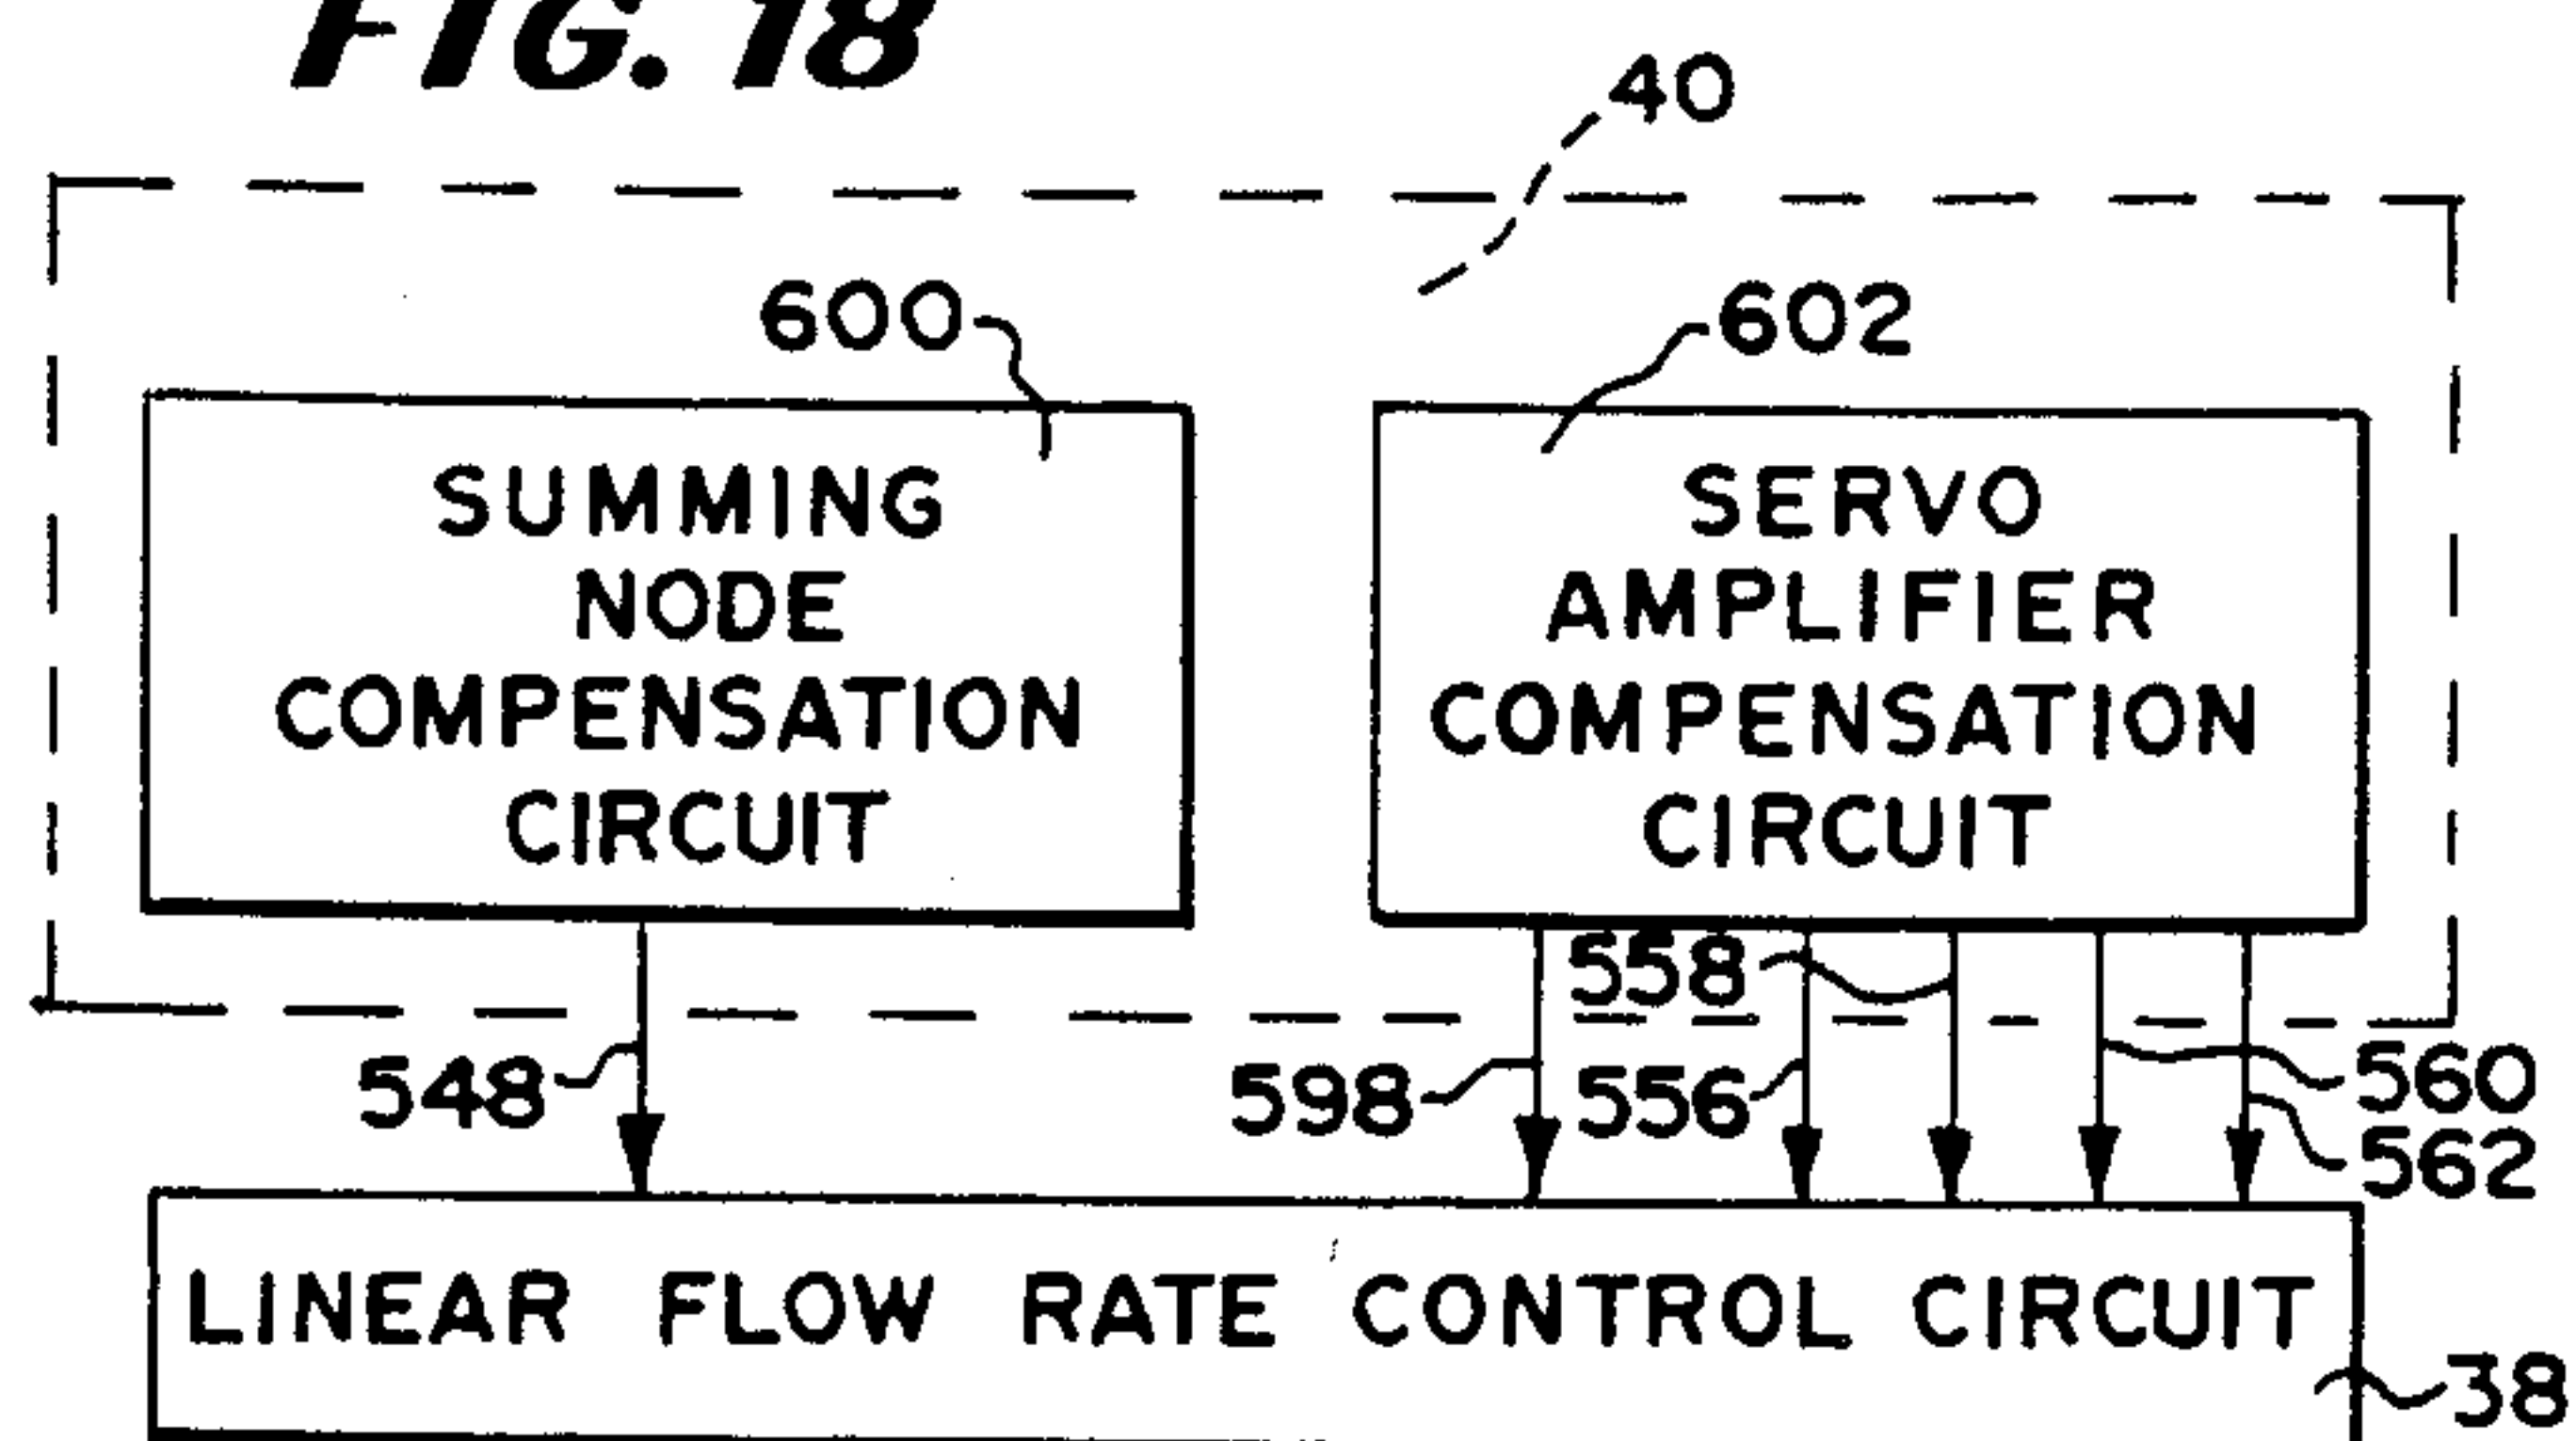 FIG. 18
40
600
602
SUMMING
NODE
COMPENSATION
CIRCUIT
SERVO
AMPLIFIER
COMPENSATION
CIRCUIT
558
548
598
556
560
562
LINEAR FLOW RATE CONTROL CIRCUIT
38